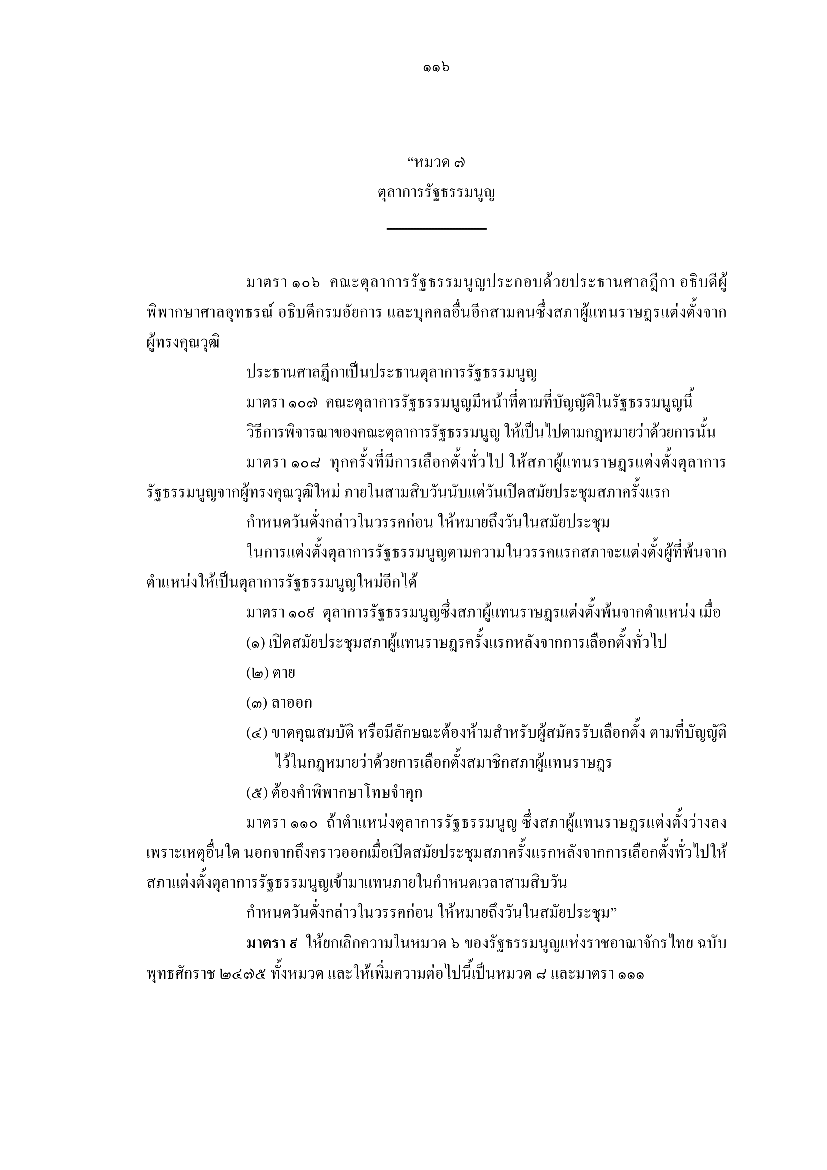 ๑๑๖
“หมวด ๗
ตุลาการรัฐธรรมนูญ
มาตรา ๑๐๖ คณะตุลาการรัฐธรรมนูญประกอบด้วยประธานศาลฎีกา อธิบดีผู้
พิพากษาศาลอุทธรณ์ อธิบดีกรมอัยการ และบุคคลอื่นอีกสามคนซึ่งสภาผู้แทนราษฎรแต่งตั้งจาก
ผู้ทรงคุณวุฒิ
ประธานศาลฎีกาเป็นประธานตุลาการรัฐธรรมนูญ
มาตรา ๑๐๗ คณะตุลาการรัฐธรรมนูญมีหน้าที่ตามที่บัญญัติในรัฐธรรมนูญนี้
วิธีการพิจารณาของคณะตุลาการรัฐธรรมนูญ ให้เป็นไปตามกฎหมายว่าด้วยการนั้น
มาตรา ๑๐๘ ทุกครั้งที่มีการเลือกตั้งทั่วไป ให้สภาผู้แทนราษฎรแต่งตั้งตุลาการ
รัฐธรรมนูญจากผู้ทรงคุณวุฒิใหม่ ภายในสามสิบวันนับแต่วันเปิดสมัยประชุมสภาครั้งแรก
กำหนดวันดั่งกล่าวในวรรคก่อน ให้หมายถึงวันในสมัยประชุม
ในการแต่งตั้งตุลาการรัฐธรรมนูญตามความในวรรคแรกสภาจะแต่งตั้งผู้ที่พ้นจาก
ตำแหน่งให้เป็นตุลาการรัฐธรรมนูญใหม่อีกได้
มาตรา ๑๐๙ ตุลาการรัฐธรรมนูญซึ่งสภาผู้แทนราษฎรแต่งตั้งพ้นจากตำแหน่ง เมื่อ
(๑) เปิดสมัยประชุมสภาผู้แทนราษฎรครั้งแรกหลังจากการเลือกตั้งทั่วไป
(๒) ตาย
(๓) ลาออก
(๔) ขาดคุณสมบัติ หรือมีลักษณะต้องห้ามสำหรับผู้สมัครรับเลือกตั้ง ตามที่บัญญัติ
ไว้ในกฎหมายว่าด้วยการเลือกตั้งสมาชิกสภาผู้แทนราษฎร
(๕) ต้องคำพิพากษาโทษจำคุก
มาตรา ๑๑๐ ถ้าตำแหน่งตุลาการรัฐธรรมนูญ ซึ่งสภาผู้แทนราษฎรแต่งตั้งว่างลง
เพราะเหตุอื่นใด นอกจากถึงคราวออกเมื่อเปิดสมัยประชุมสภาครั้งแรกหลังจากการเลือกตั้งทั่วไปให้
สภาแต่งตั้งตุลาการรัฐธรรมนูญเข้ามาแทนภายในกำหนดเวลาสามสิบวัน
กำหนดวันดั่งกล่าวในวรรคก่อน ให้หมายถึงวันในสมัยประชุม”
มาตรา ๙ ให้ยกเลิกความในหมวด ๖ ของรัฐธรรมนูญแห่งราชอาณาจักรไทย ฉบับ
พุทธศักราช ๒๔๗๕ ทั้งหมวด และให้เพิ่มความต่อไปนี้เป็นหมวด ๘ และมาตรา ๑๑๑